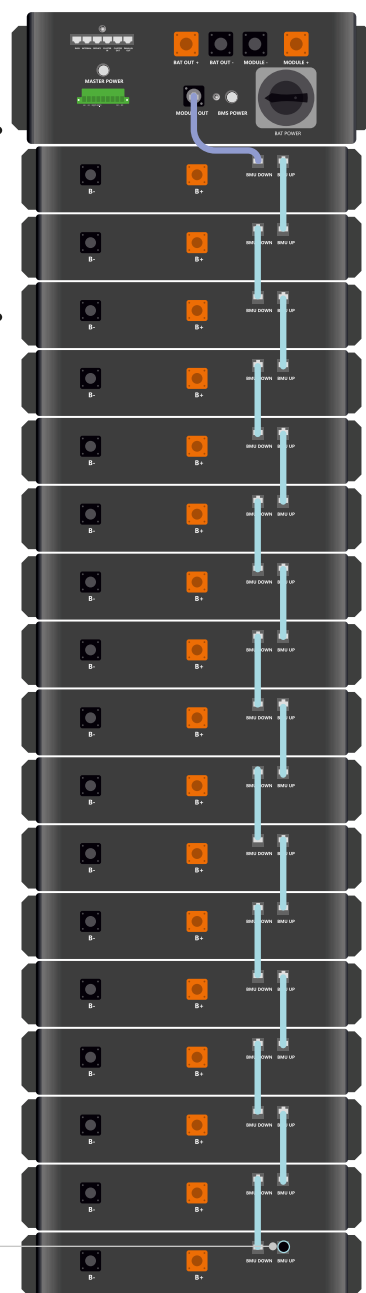 BAT OUT + BAT OUT - MODULE - MODULE +
MASTER POWER
MODULE OUT BMS POWER
BAT POWER
BMU DOWN BMU UP
B- B+
BMU DOWN BMU UP
B- B+
BMU DOWN BMU UP
B- B+
BMU DOWN BMU UP
B- B+
BMU DOWN BMU UP
B- B+
BMU DOWN BMU UP
B- B+
BMU DOWN BMU UP
B- B+
BMU DOWN BMU UP
B- B+
BMU DOWN BMU UP
B- B+
BMU DOWN BMU UP
B- B+
BMU DOWN BMU UP
B- B+
BMU DOWN BMU UP
B- B+
BMU DOWN BMU UP
B- B+
BMU DOWN BMU UP
B- B+
BMU DOWN BMU UP
B- B+
BMU DOWN BMU UP
B- B+
BMU DOWN BMU UP
B- B+